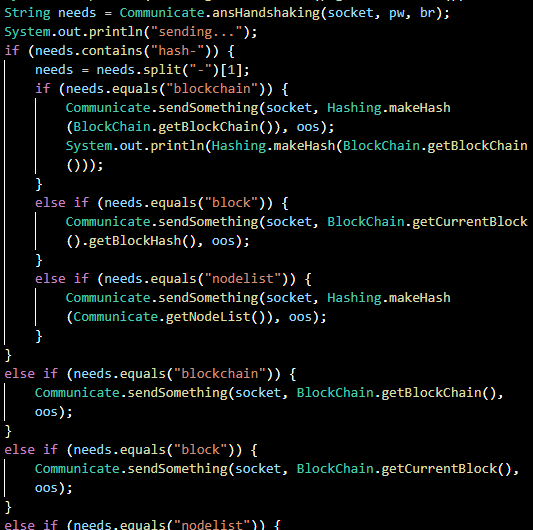 String needs = Communicate.ansHandshaking(socket, pw, br);
System.out.println("sending...");
if (needs.contains("hash-")) {
needs = needs.split("-")[1];
if (needs.equals("blockchain")) {
Communicate.sendSomething(socket, Hashing.makeHash
(BlockChain.getBlockChain()), oos);
System.out.println(Hashing.makeHash(BlockChain.getBlockChain
()));
}
else if (needs.equals("block")) {
Communicate.sendSomething(socket, BlockChain.getCurrentBlock
().getBlockHash(), oos);
}
else if (needs.equals("nodelist")) {
Communicate.sendSomething(socket, Hashing.makeHash
(Communicate.getNodeList()), oos);
}
}
else if (needs.equals("blockchain")) {
Communicate.sendSomething(socket, BlockChain.getBlockChain(),
oos);
}
else if (needs.equals("block")) {
Communicate.sendSomething(socket, BlockChain.getCurrentBlock(),
oos);
}
else if (needs.equals("nodelist")) {